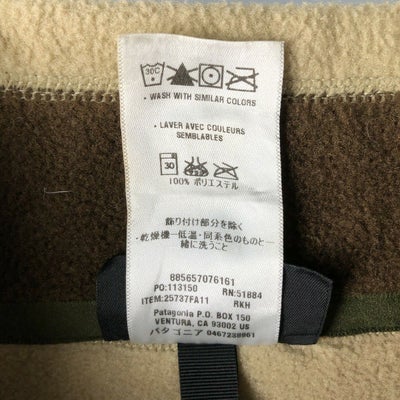 30C
• WASH WITH SIMILAR COLORS
• LAVER AVEC COULEURS
SEMBLABLES
30
100% ポリエステル
飾り付け部分を除く
・乾燥機ー低温・同系色のものと一
緒に洗うこと
885657076161
PO:113150 RN:51884
ITEM:25737FA11 RKH
Patagonia P.O. BOX 150
VENTURA, CA 93002 US
パタゴニア 0467238961